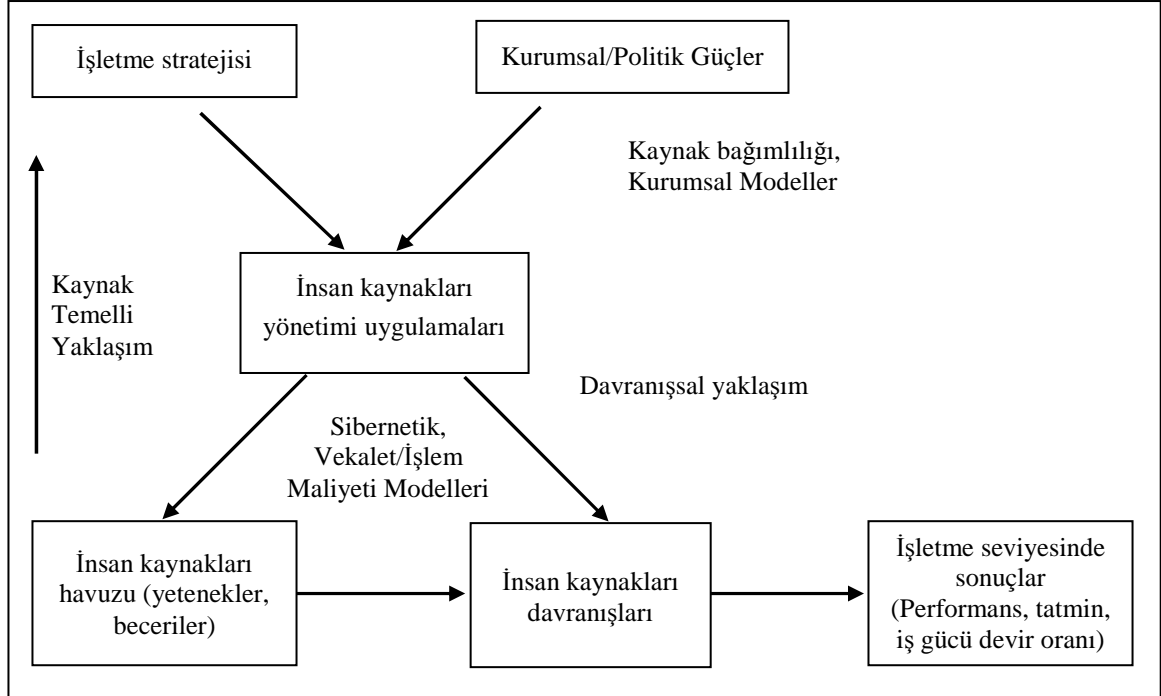 İşletme stratejisi
Kurumsal/Politik Güçler
Kaynak bağımlılığı,
Kurumsal Modeller
Kaynak
Temelli
Yaklaşım
İnsan kaynakları
yönetimi uygulamaları
Davranışsal yaklaşım
Sibernetik,
Vekalet/İşlem
Maliyeti Modelleri
İnsan kaynakları
havuzu (yetenekler,
beceriler)
İnsan kaynakları
davranışları
İşletme seviyesinde
sonuçlar
(Performans, tatmin,
iş gücü devir oranı)